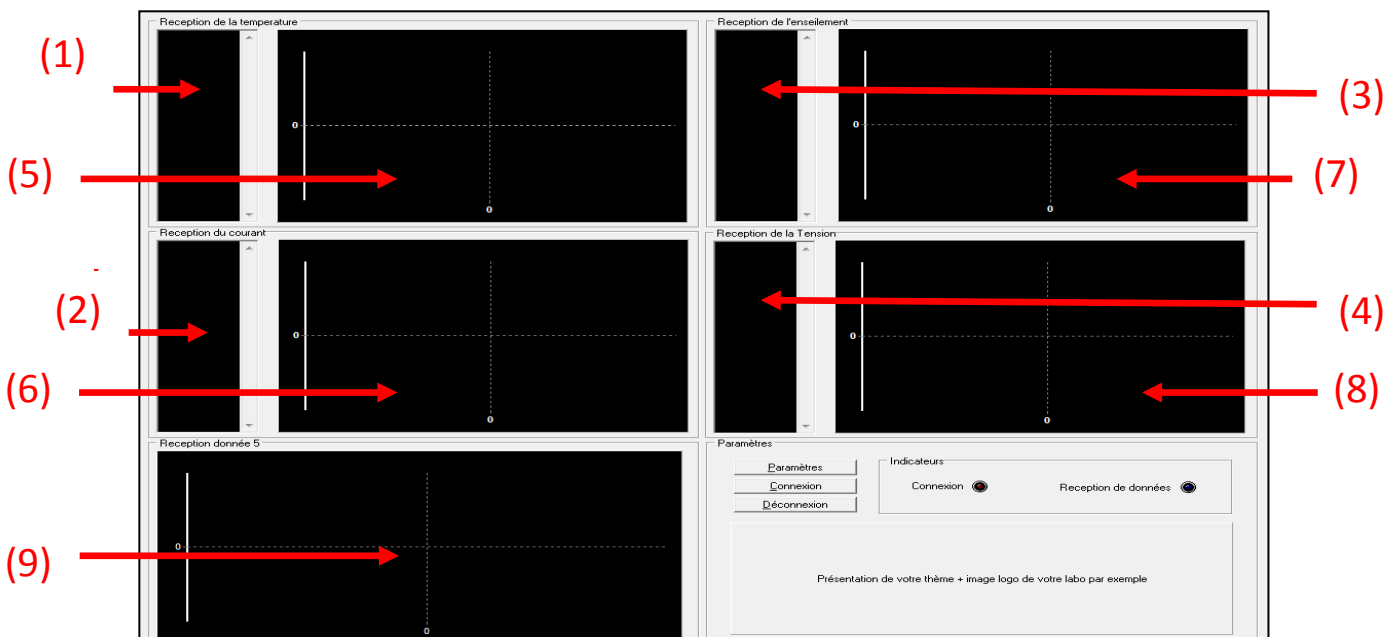 Reception de la temperature
Reception de l'enseilement
(1)
(3)
0
0
(5)
(7)
0
0
Reception du courant
Reception de la Tension
-
(2)
(4)
0
0
(6)
(8)
0
0
Reception donnée 5
Paramètres
Paramètres
Indicateurs
Connexion
Connexion
Reception de données
Déconnexion
0
(9)
Présentation de votre thème + image logo de votre labo par exemple
0